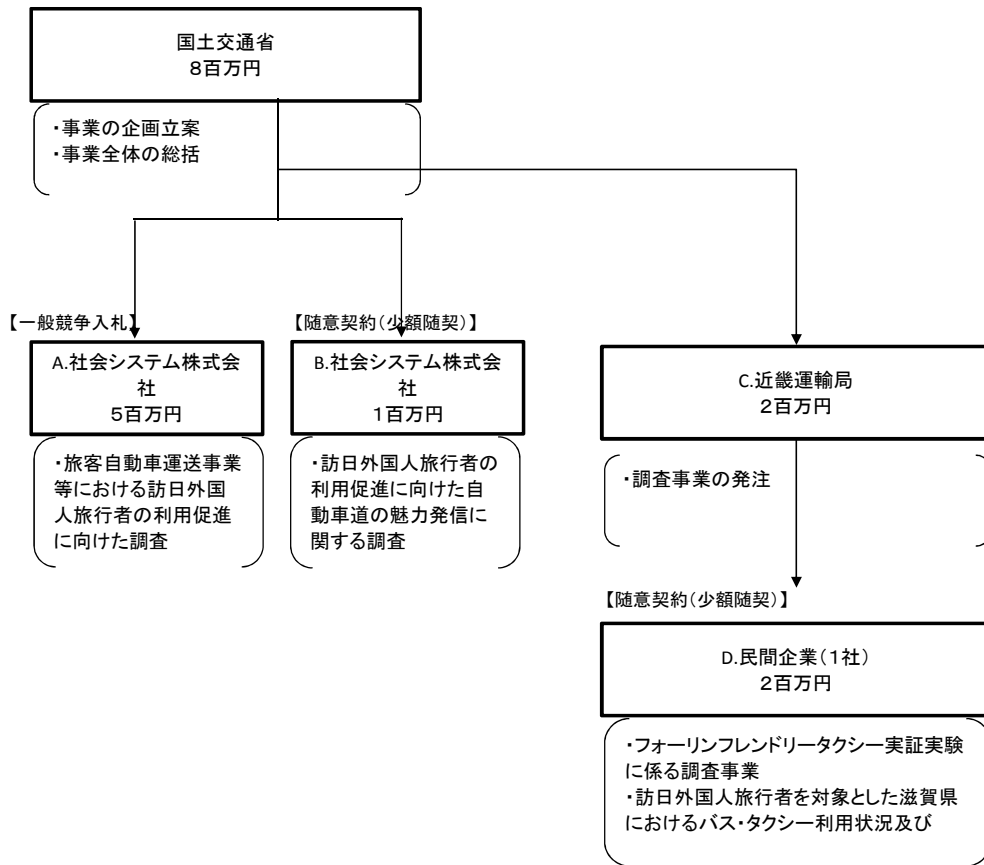 国土交通省
8百万円
・事業の企画立案
・事業全体の総括
【一般競争入札】
A.社会システム株式会
社
5百万円
・旅客自動車運送事業
等における訪日外国
人旅行者の利用促進
に向けた調査
【随意契約(少額随契)】
B.社会システム株式会
社
1百万円
・訪日外国人旅行者の
利用促進に向けた自
動車道の魅力発信に
関する調査
C.近畿運輸局
2百万円
・調査事業の発注
【随意契約(少額随契)】
D.民間企業(1社)
2百万円
・フォーリンフレンドリータクシー実証実験
に係る調査事業
・訪日外国人旅行者を対象とした滋賀県
におけるバス・タクシー利用状況及び